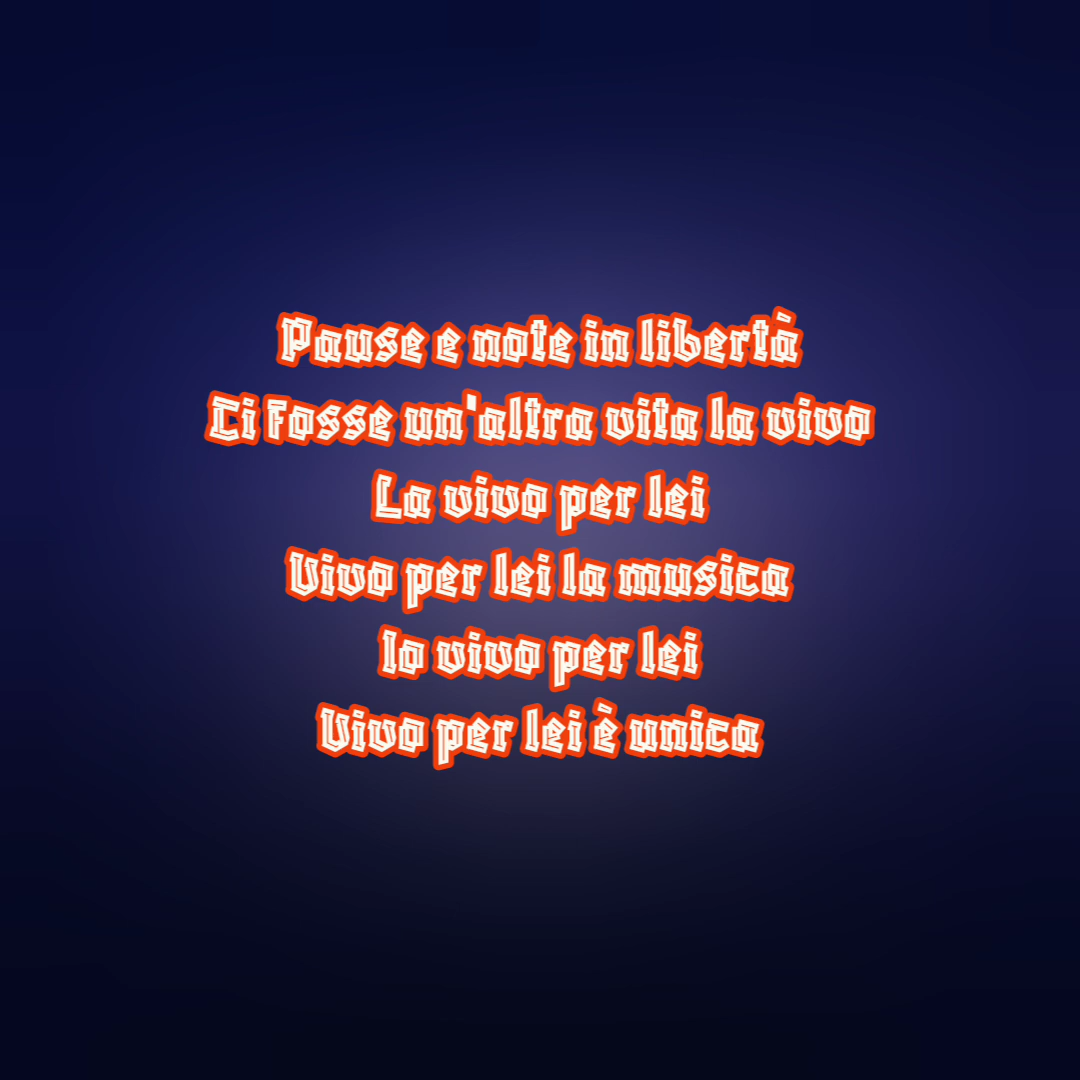 Pause e note in libertà
Ci Fosse un'altra vita la vivo
La vivo per lei
Vivo per lei la musica
Io vivo per lei
Vivo per lei è unica